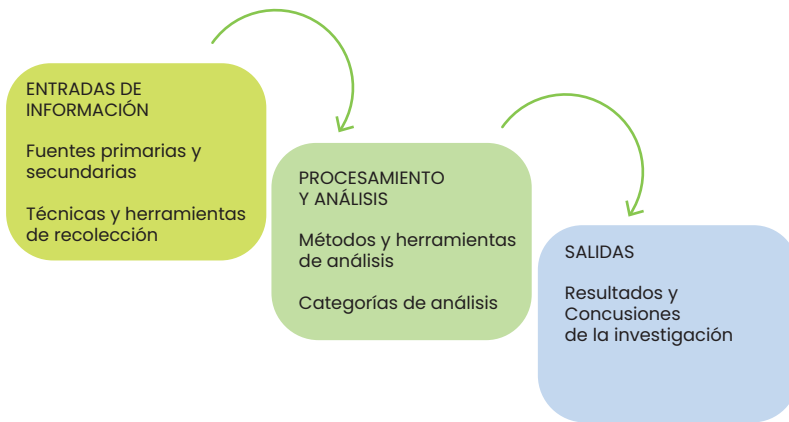 ENTRADAS DE
INFORMACIÓN
Fuentes primarias y
secundarias
Técnicas y herramientas
de recolección
PROCESAMIENTO
Y ANÁLISIS
Métodos y herramientas
de análisis
Categorías de análisis
SALIDAS
Resultados y
Concusiones
de la investigación